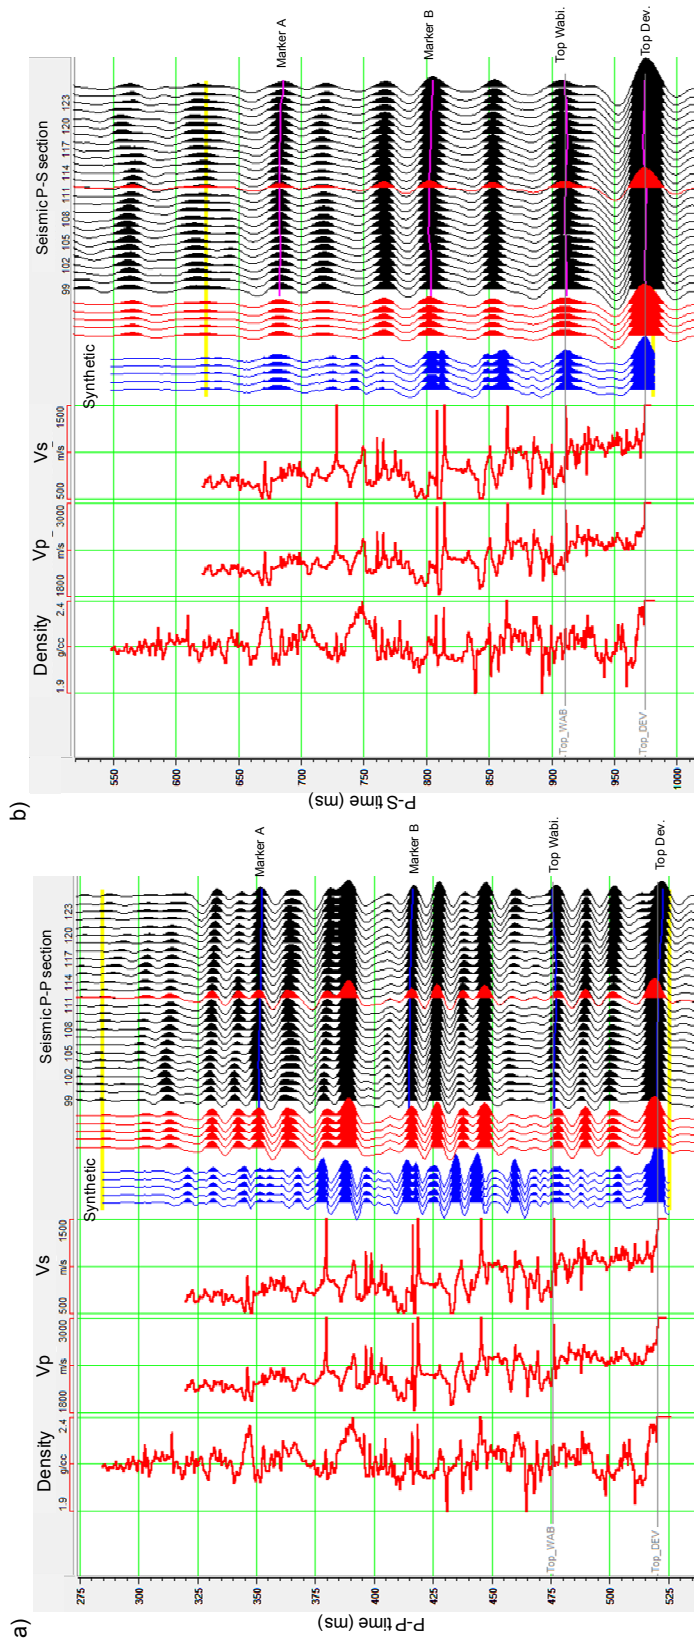 a)
Density
Vp
Vs
Synthetic
Seismic P-P section
1.9 g/cc 2.4
1800 m/s 3000
500 m/s 1500
99 102 105 108 111 114 117 120 123
P-P time (ms)
275
300
325
350
375
400
425
450
475
500
525
Top_WAB
Top_DEV
Marker A
Marker B
Top Wabi.
Top Dev.
b)
Density
Vp_
Vs_
Synthetic
Seismic P-S section
1.9 g/cc 2.4
1800 m/s 3000
500 m/s 1500
99 102 105 108 111 114 117 120 123
P-S time (ms)
550
600
650
700
750
800
850
900
950
1000
Top_WAB
Top_DEV
Marker A
Marker B
Top Wabi.
Top Dev.